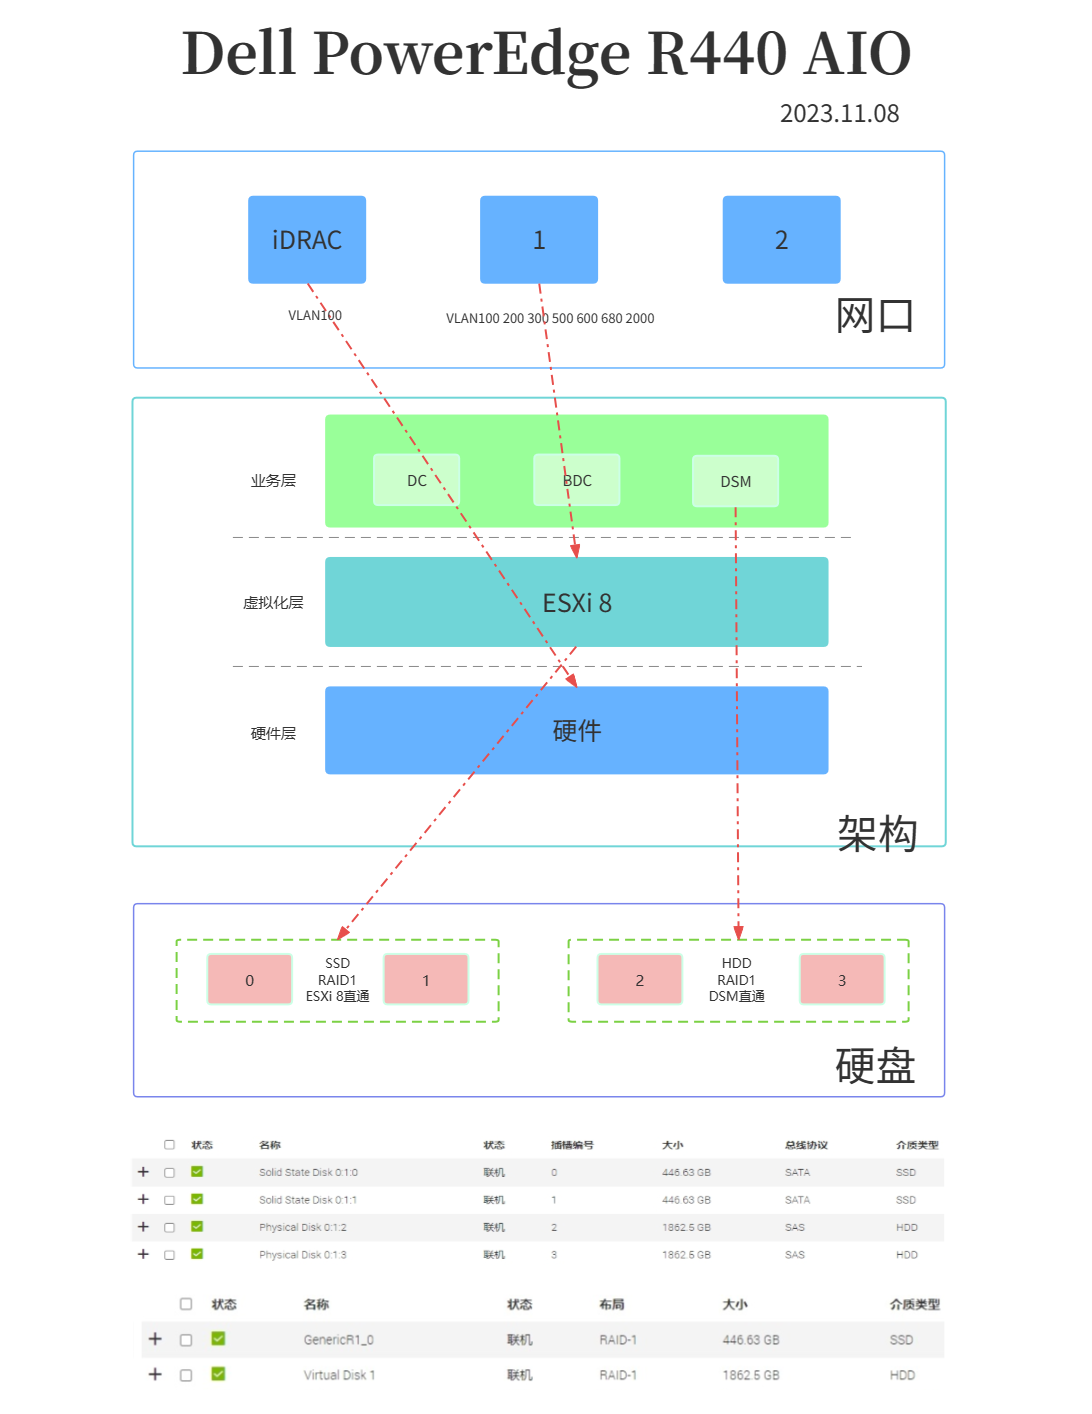 Dell PowerEdge R440 AIO
2023.11.08
iDRAC
1
2
VLAN100
VLAN100 200 300 500 600 680 2000
网口
业务层
DC
BDC
DSM
虚拟化层
ESXi 8
硬件层
硬件
架构
0
SSD
RAID1
ESXi 8直通
1
2
HDD
RAID1
DSM直通
3
硬盘
状态 名称 状态 插槽编号 大小 总线协议 介质类型
Solid State Disk 0:1:0 联机 0 446.63 GB SATA SSD
Solid State Disk 0:1:1 联机 1 446.63 GB SATA SSD
Physical Disk 0:1:2 联机 2 1862.5 GB SAS HDD
Physical Disk 0:1:3 联机 3 1862.5 GB SAS HDD
状态 名称 状态 布局 大小 介质类型
GenericR1_0 联机 RAID-1 446.63 GB SSD
Virtual Disk 1 联机 RAID-1 1862.5 GB HDD